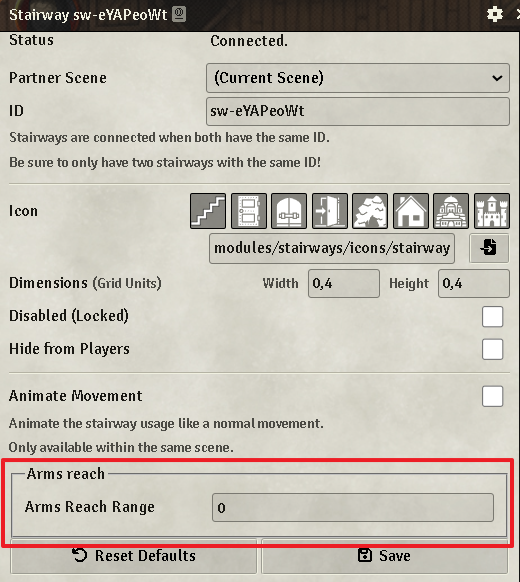 Stairway sw-eYAPeoWt
Status Connected.
Partner Scene (Current Scene)
ID sw-eYAPeoWt
Stairways are connected when both have the same ID.
Be sure to only have two stairways with the same ID!
Icon
modules/stairways/icons/stairway
Dimensions (Grid Units) Width 0,4 Height 0,4
Disabled (Locked)
Hide from Players
Animate Movement
Animate the stairway usage like a normal movement.
Only available within the same scene.
Arms reach
Arms Reach Range 0
Reset Defaults Save